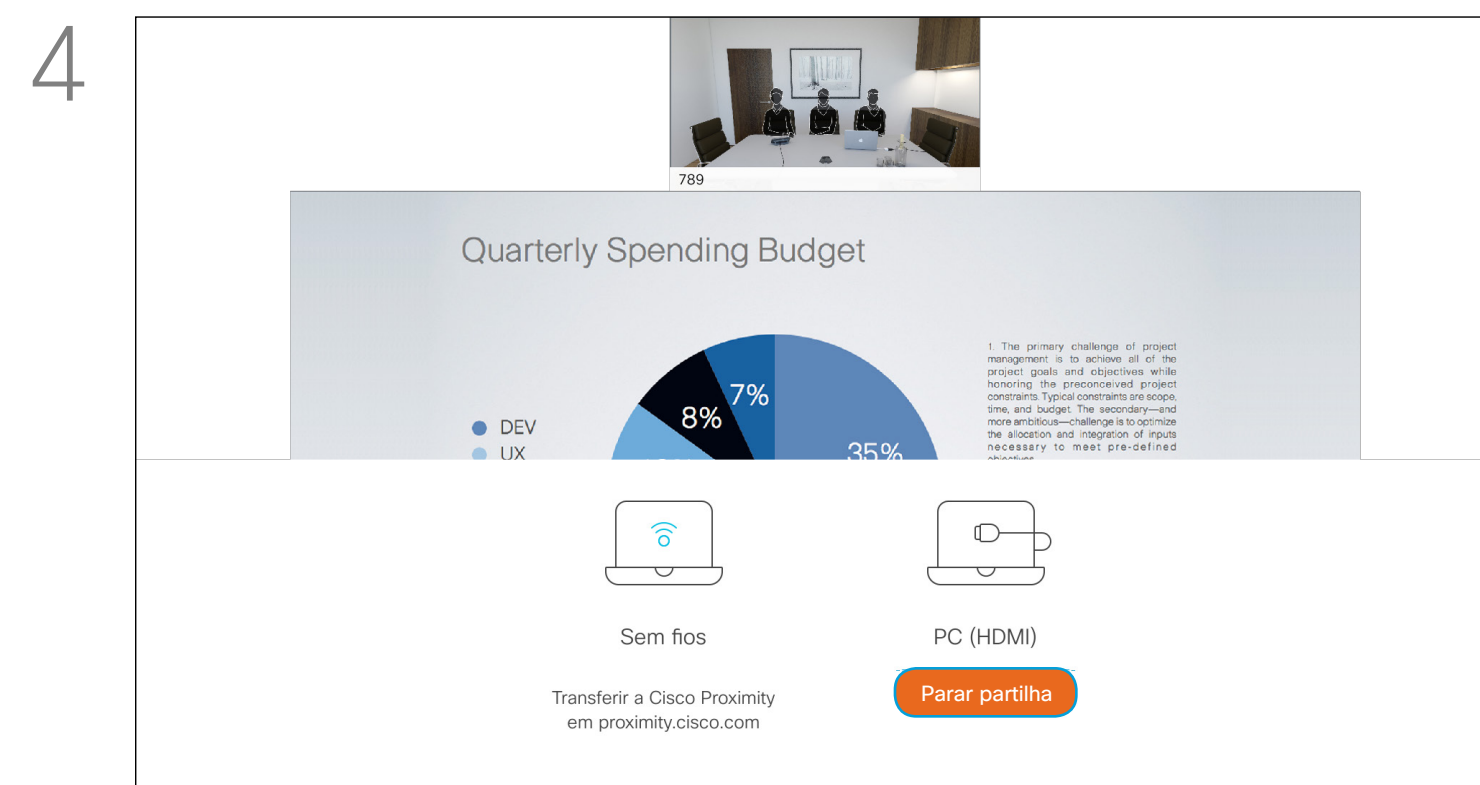 4
789
Quarterly Spending Budget
1. The primary challenge of project
management is to achieve all of the
project goals and objectives while
honoring the preconceived project
constraints. Typical constraints are scope,
time, and budget. The secondary—and
more ambitious—challenge is to optimize
the allocation and integration of inputs
necessary to meet pre-defined
7%
8%
35%
DEV
UX
Sem fios
PC (HDMI)
Transferir a Cisco Proximity
em proximity.cisco.com
Parar partilha